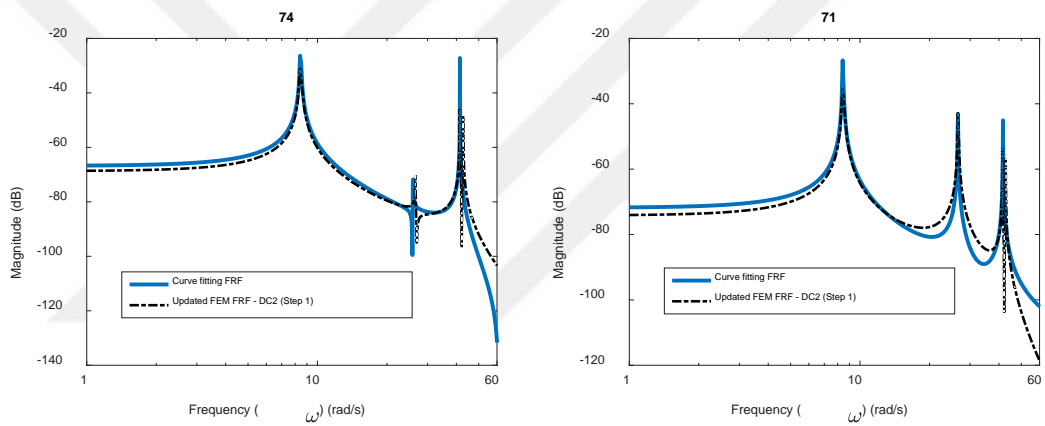 74
-20
-40
-60
-80
-100
-120
-140
Magnitude (dB)
Curve fitting FRF
Updated FEM FRF - DC2 (Step 1)
1
10
60
Frequency ( ω) (rad/s)
71
-20
-40
-60
-80
-100
-120
Magnitude (dB)
Curve fitting FRF
Updated FEM FRF - DC2 (Step 1)
1
10
60
Frequency ( ω) (rad/s)